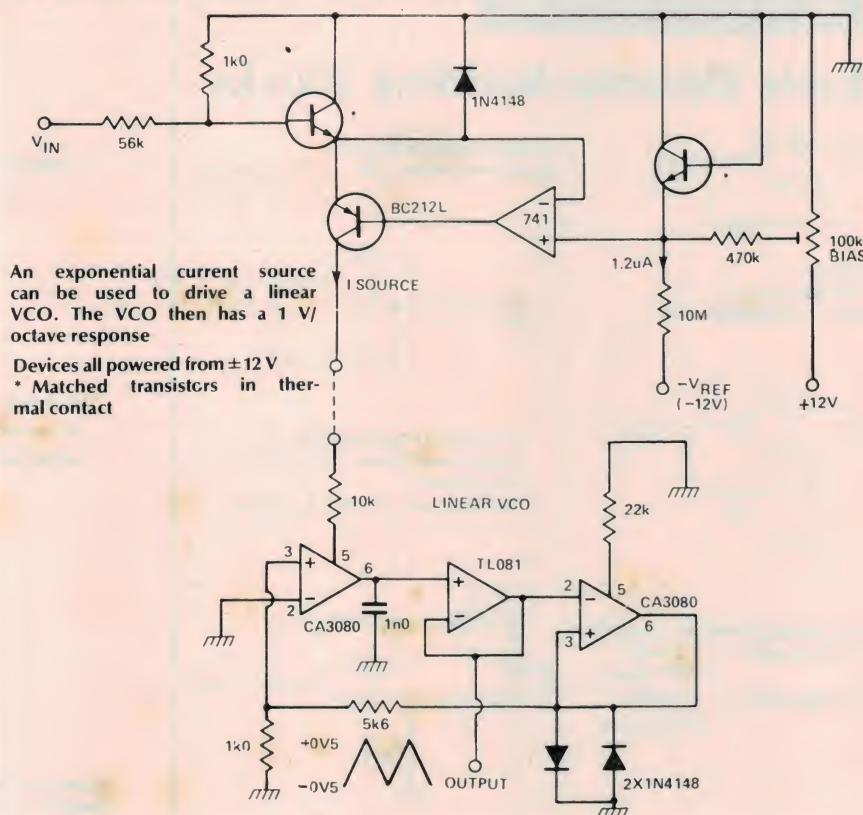 1k0
1N4148
V IN
56k
BC212L
741
100k
BIAS
470k
1.2uA
I SOURCE
10M
-V REF
(-12V)
+12V
An exponential current source
can be used to drive a linear
VCO. The VCO then has a 1 V/
octave response
Devices all powered from ±12 V
* Matched transistors in ther-
mal contact
10k
LINEAR VCO
22k
TL081
3
5
6
+
-
2
CA3080
1n0
+
-
2
5
CA3080
6
3
-
+
5k6
1k0
+0V5
-0V5
OUTPUT
2X1N4148